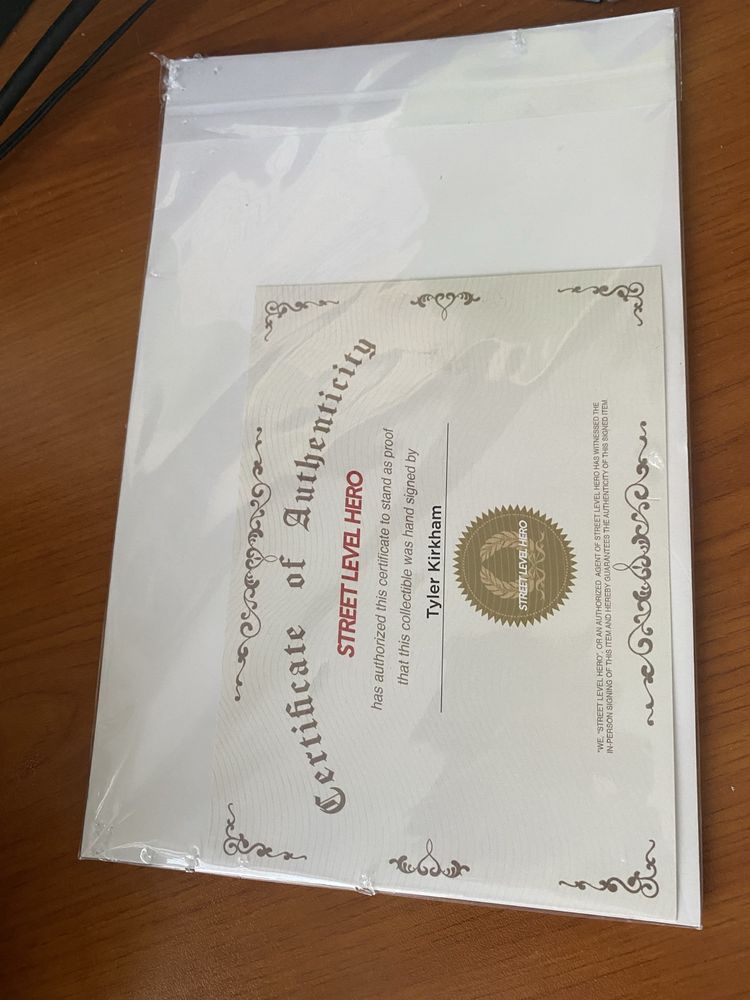 Certificate of Authenticity
STREET LEVEL HERO
has authorized this certificate to stand as proof
that this collectible was hand signed by
Tyler Kirkham
STREET LEVEL HERO
"WE, "STREET LEVEL HERO", OR AN AUTHORIZED AGENT OF STREET LEVEL HERO HAS WITNESSED THE
IN-PERSON SIGNING OF THIS ITEM AND HEREBY GUARANTEES THE AUTHENTICITY OF THIS SIGNED ITEM.